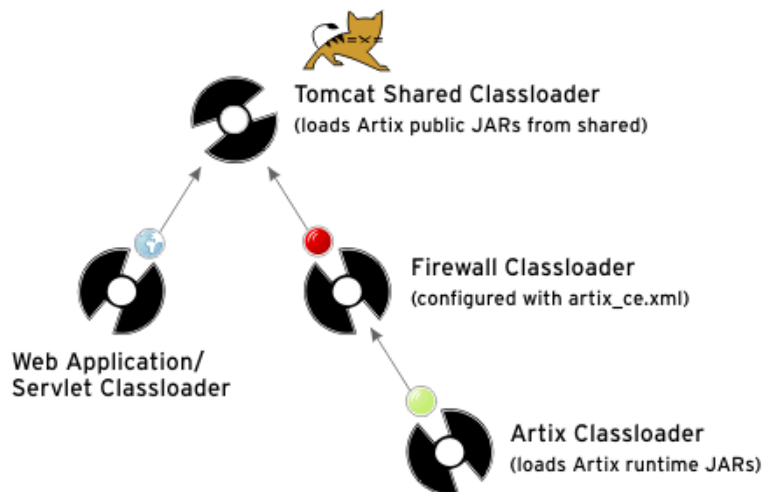 Tomcat Shared Classloader
(loads Artix public JARs from shared)
Firewall Classloader
(configured with artix_ce.xml)
Web Application/
Servlet Classloader
Artix Classloader
(loads Artix runtime JARs)